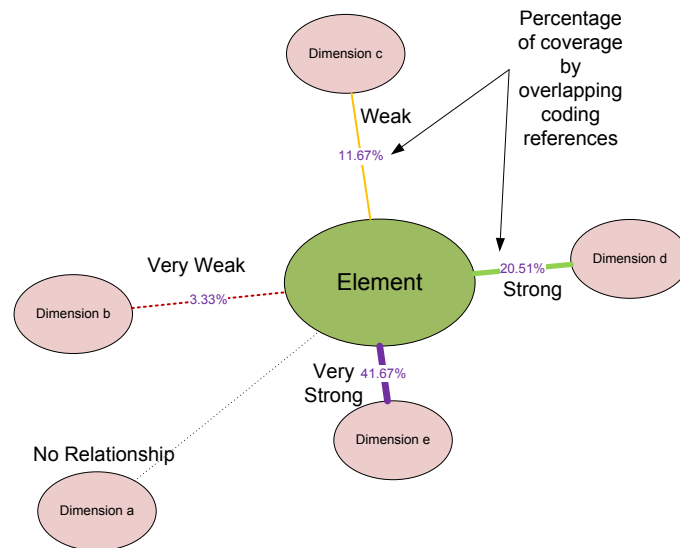 Percentage
of coverage
by
overlapping
coding
references
Dimension c
Weak
11.67%
Very Weak
3.33%
Dimension b
Element
20.51%
Strong
Dimension d
Very
Strong
41.67%
Dimension e
No Relationship
Dimension a